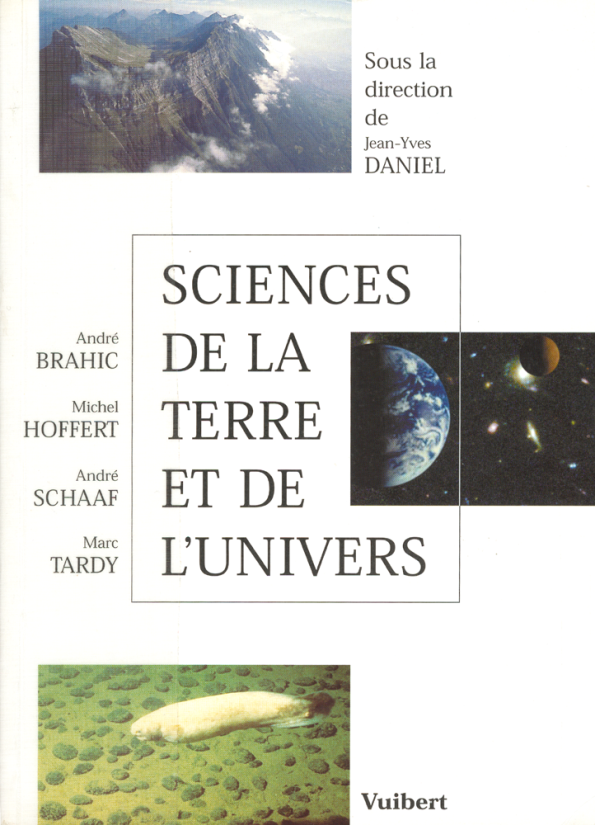 Sous la
direction
de
Jean-Yves
DANIEL
SCIENCES
DE LA
TERRE
ET DE
L'UNIVERS
André
BRAHIC
Michel
HOFFERT
André
SCHAAF
Marc
TARDY
Vuibert